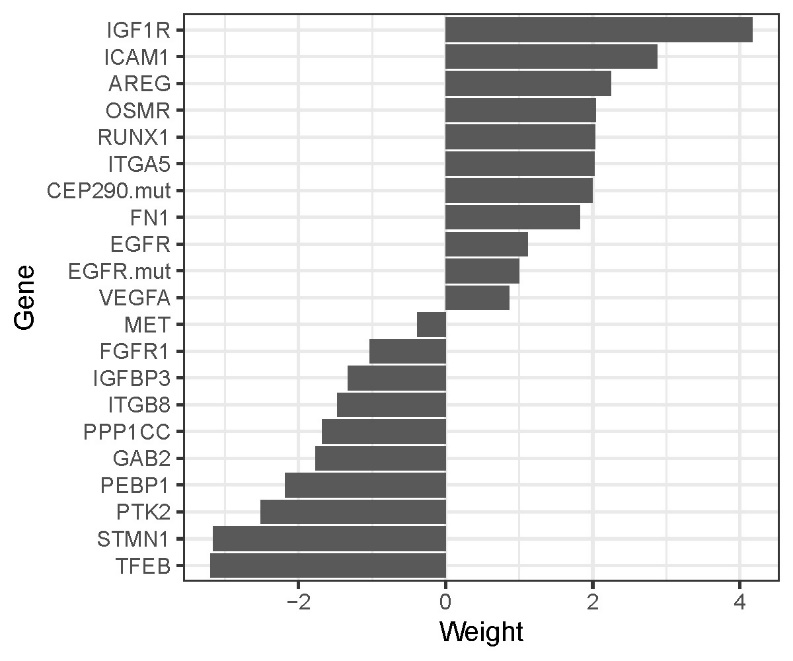 IGF1R
ICAM1
AREG
OSMR
RUNX1
ITGA5
CEP290.mut
FN1
EGFR
EGFR.mut
VEGFA
MET
FGFR1
IGFBP3
ITGB8
PPP1CC
GAB2
PEBP1
PTK2
STMN1
TFEB
Gene
−2 0 2 4
Weight